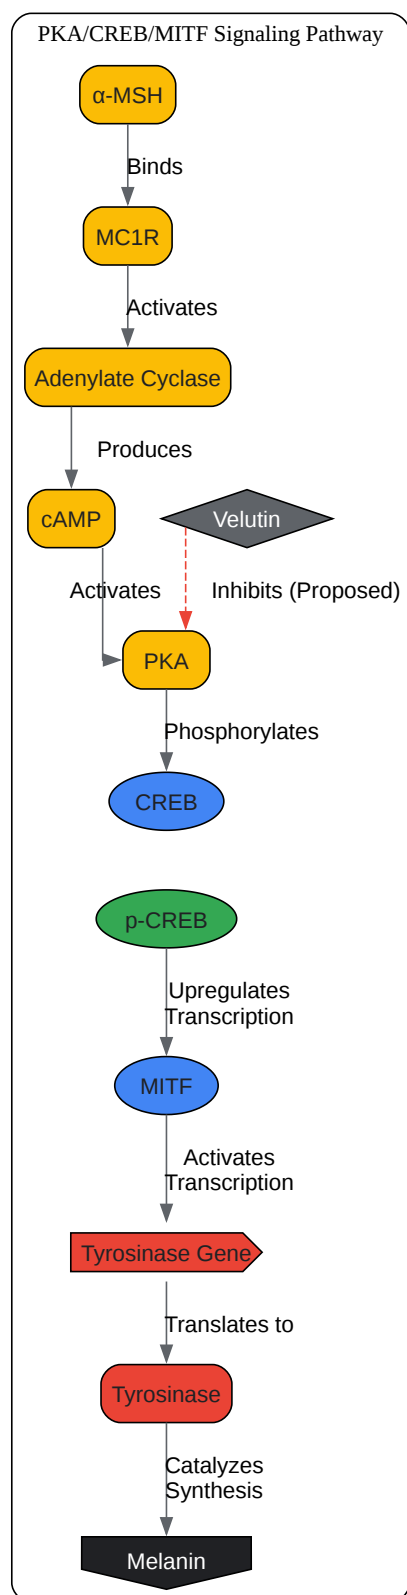 PKA/CREB/MITF Signaling Pathway
α-MSH
Binds
MC1R
Activates
Adenylate Cyclase
Produces
cAMP
Velutin
Activates
Inhibits (Proposed)
PKA
Phosphorylates
CREB
p-CREB
Upregulates
Transcription
MITF
Activates
Transcription
Tyrosinase Gene
Translates to
Tyrosinase
Catalyzes
Synthesis
Melanin